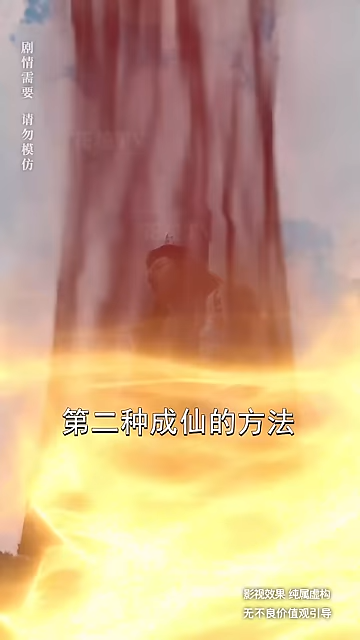 剧情需要 请勿模仿
第二种成仙的方法
影视效果 纯属虚构
无不良价值观引导